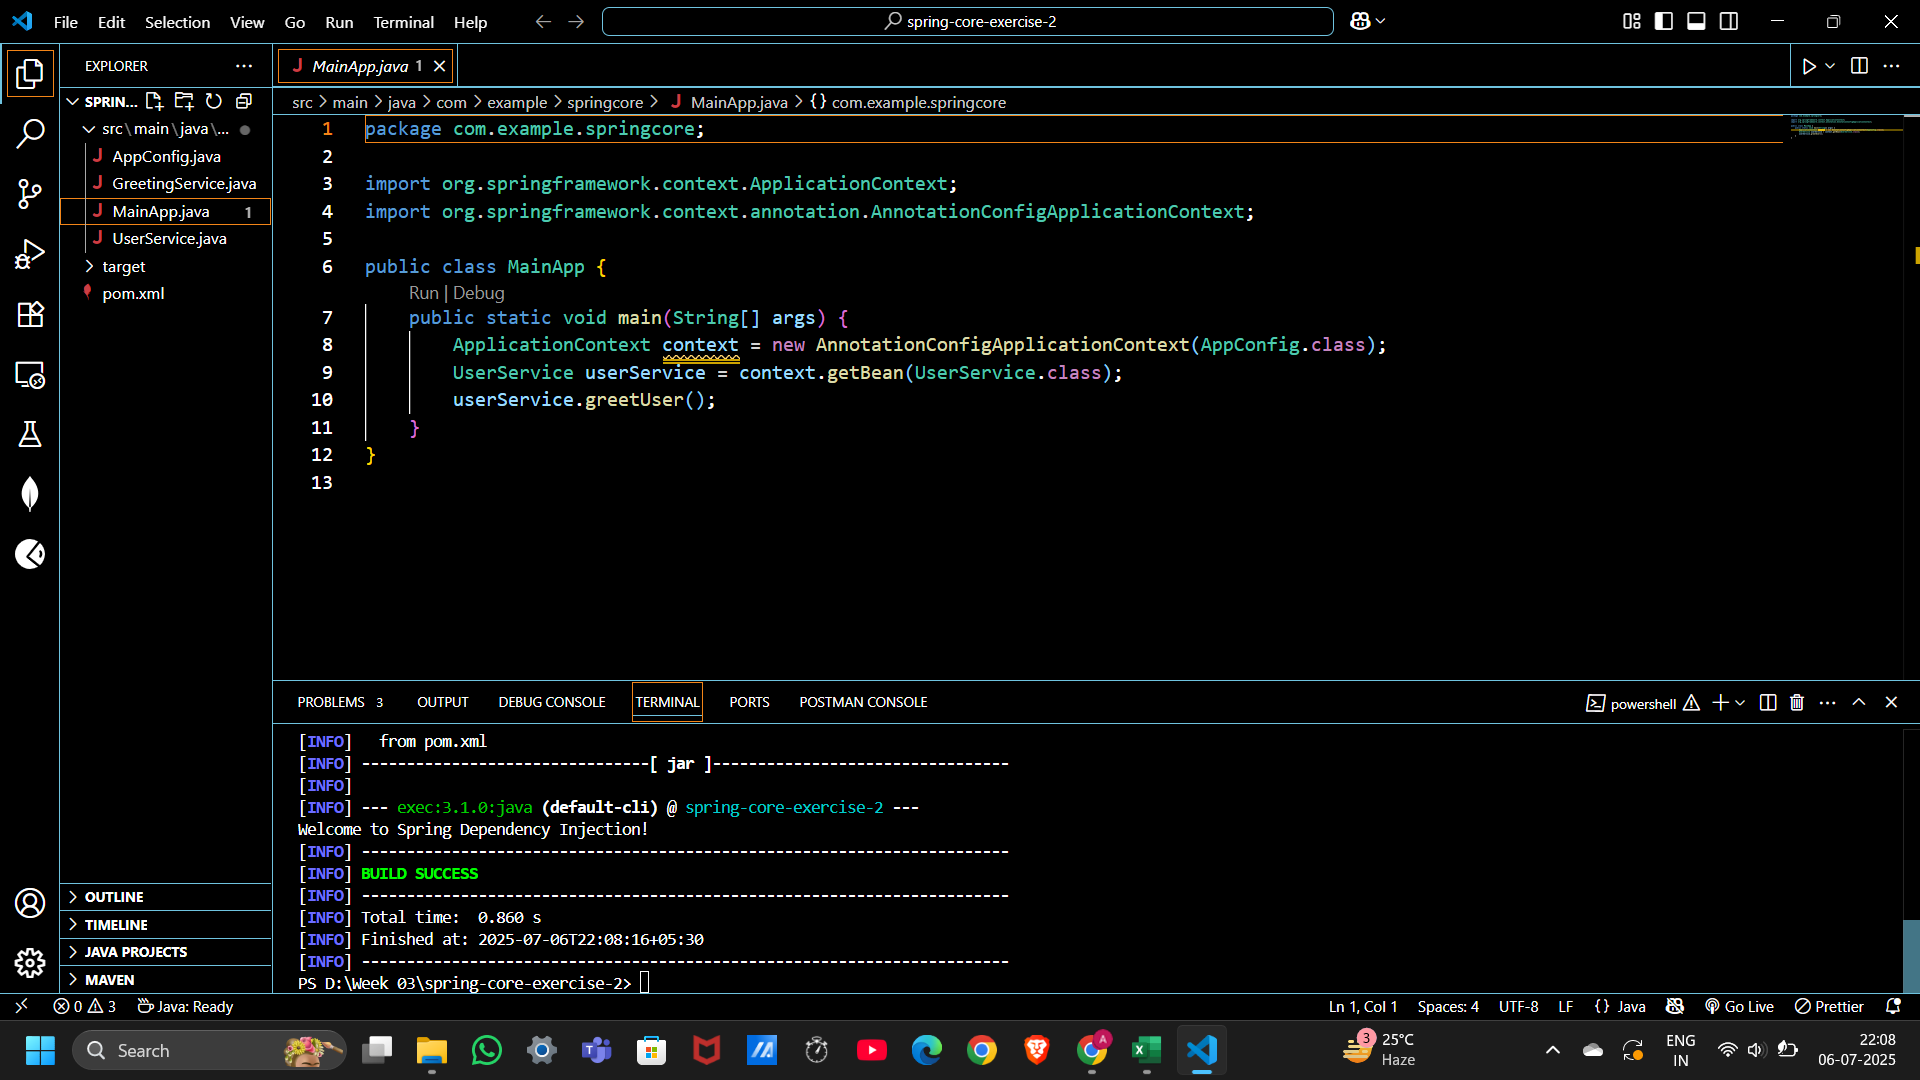 File Edit Selection View Go Run Terminal Help
spring-core-exercise-2
EXPLORER
SPRIN...
src\main\java\...
AppConfig.java
GreetingService.java
MainApp.java 1
UserService.java
target
pom.xml
OUTLINE
TIMELINE
JAVA PROJECTS
MAVEN
MainApp.java 1
src > main > java > com > example > springcore > MainApp.java > {} com.example.springcore
1 package com.example.springcore;
2
3 import org.springframework.context.ApplicationContext;
4 import org.springframework.context.annotation.AnnotationConfigApplicationContext;
5
6 public class MainApp {
Run | Debug
7 public static void main(String[] args) {
8 ApplicationContext context = new AnnotationConfigApplicationContext(AppConfig.class);
9 UserService userService = context.getBean(UserService.class);
10 userService.greetUser();
11 }
12 }
13
PROBLEMS 3 OUTPUT DEBUG CONSOLE TERMINAL PORTS POSTMAN CONSOLE
powershell
[INFO]   from pom.xml
[INFO] --------------------------------[ jar ]---------------------------------
[INFO]
[INFO] --- exec:3.1.0:java (default-cli) @ spring-core-exercise-2 ---
Welcome to Spring Dependency Injection!
[INFO] ------------------------------------------------------------------------
[INFO] BUILD SUCCESS
[INFO] ------------------------------------------------------------------------
[INFO] Total time:  0.860 s
[INFO] Finished at: 2025-07-06T22:08:16+05:30
[INFO] ------------------------------------------------------------------------
PS D:\Week 03\spring-core-exercise-2>
0 3 Java: Ready
Ln 1, Col 1 Spaces: 4 UTF-8 LF {} Java Go Live Prettier
Search
3
25°C
Haze
ENG
IN
22:08
06-07-2025